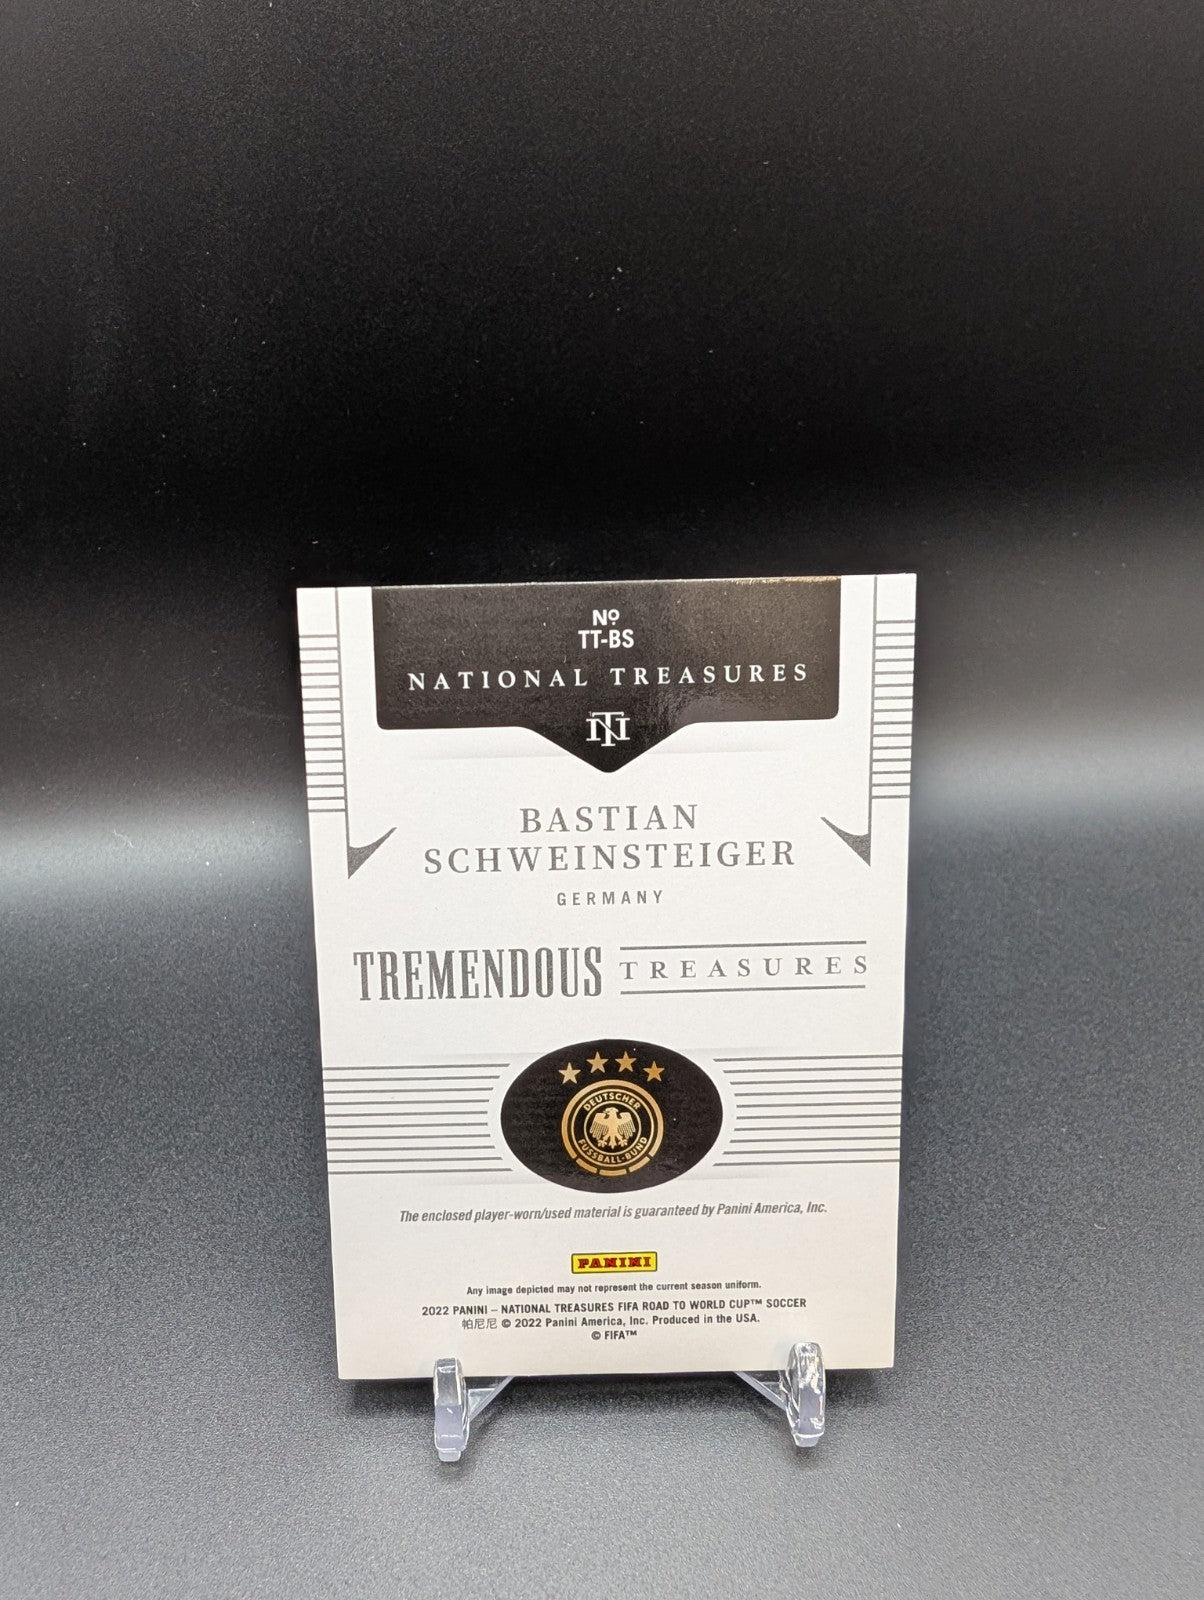 Nº
TT-BS
NATIONAL TREASURES
NT
BASTIAN
SCHWEINSTEIGER
GERMANY
TREMENDOUS TREASURES
DEUTSCHER
FUSSBALL-BUND
The enclosed player-worn/used material is guaranteed by Panini America, Inc.
PANINI
Any image depicted may not represent the current season uniform.
2022 PANINI – NATIONAL TREASURES FIFA ROAD TO WORLD CUP™ SOCCER
帕尼尼 © 2022 Panini America, Inc. Produced in the USA.
© FIFA™